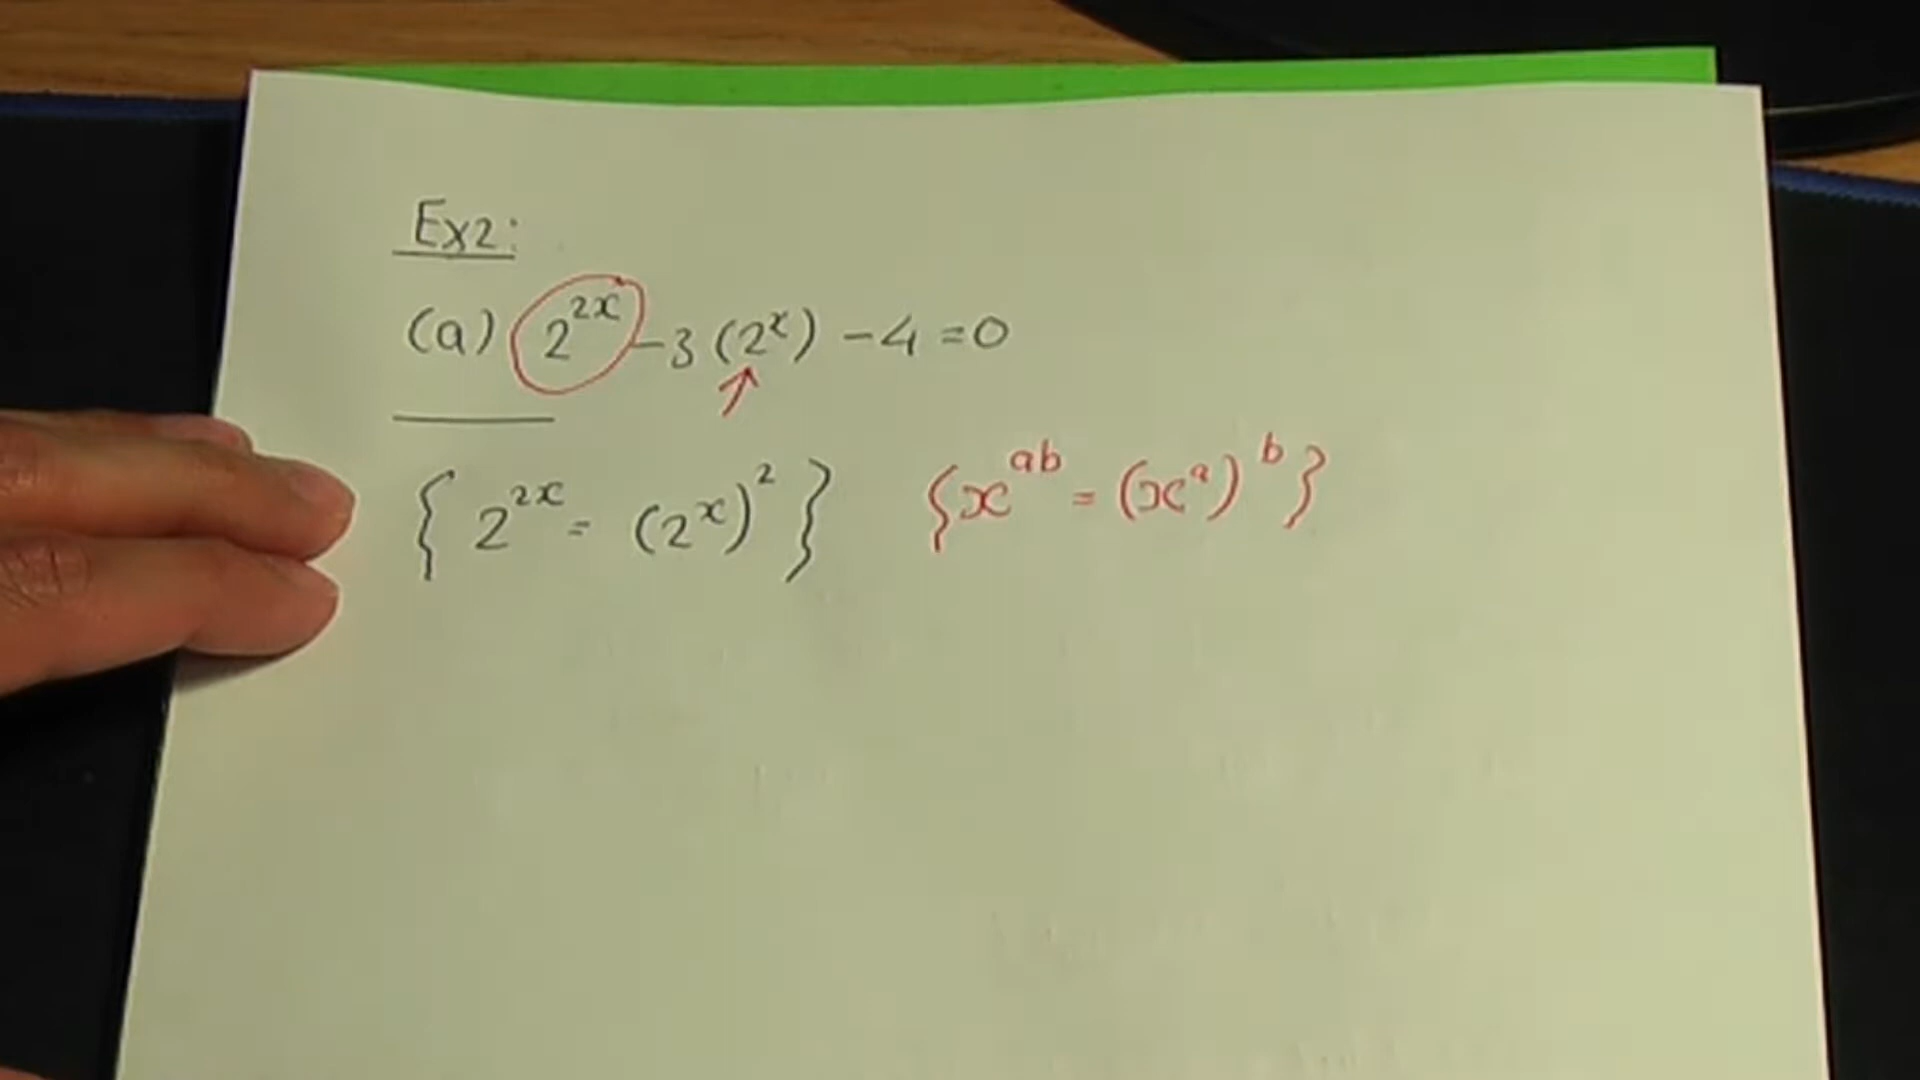 Ex2:
(a) 2^{2x} - 3 (2^x) - 4 = 0
{ 2^{2x} = (2^x)^2 } { x^{ab} = (x^a)^b }